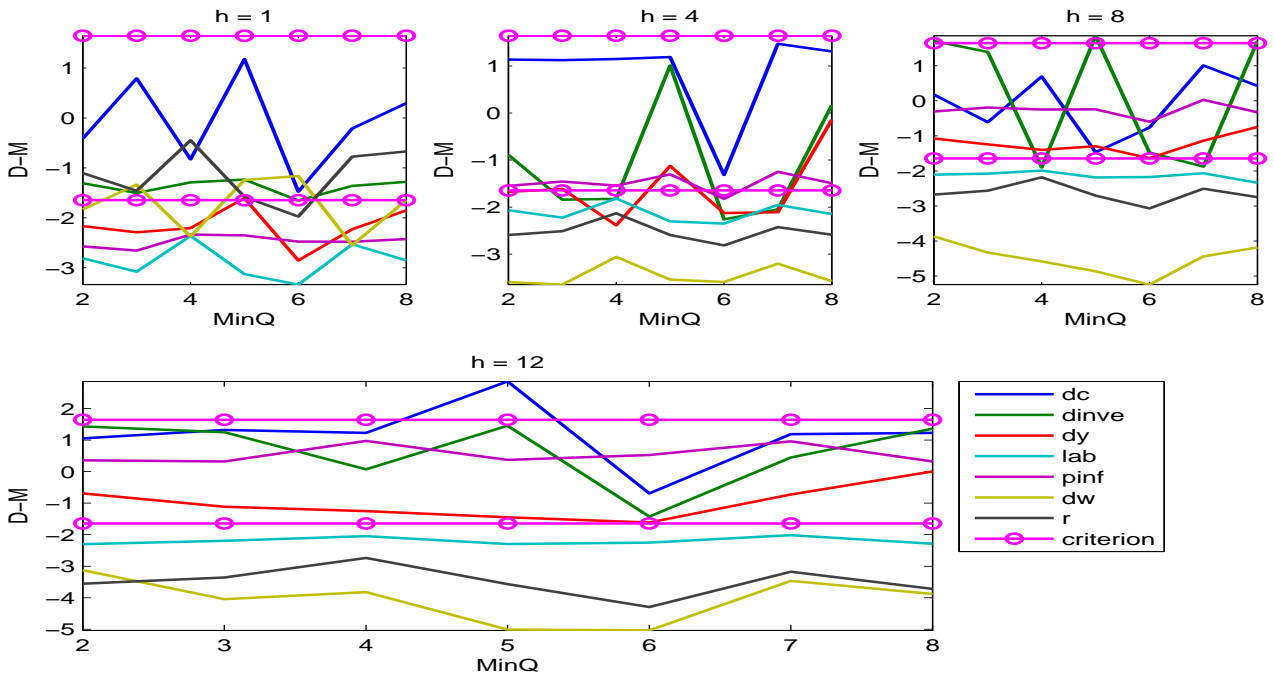 h = 1
1
0
−1
−2
−3
D−M
2
4
6
8
MinQ
h = 4
1
0
−1
−2
−3
D−M
2
4
6
8
MinQ
h = 8
1
0
−1
−2
−3
−4
−5
D−M
2
4
6
8
MinQ
h = 12
2
1
0
−1
−2
−3
−4
−5
D−M
2
3
4
5
6
7
8
MinQ
dc
dinve
dy
lab
pinf
dw
r
criterion